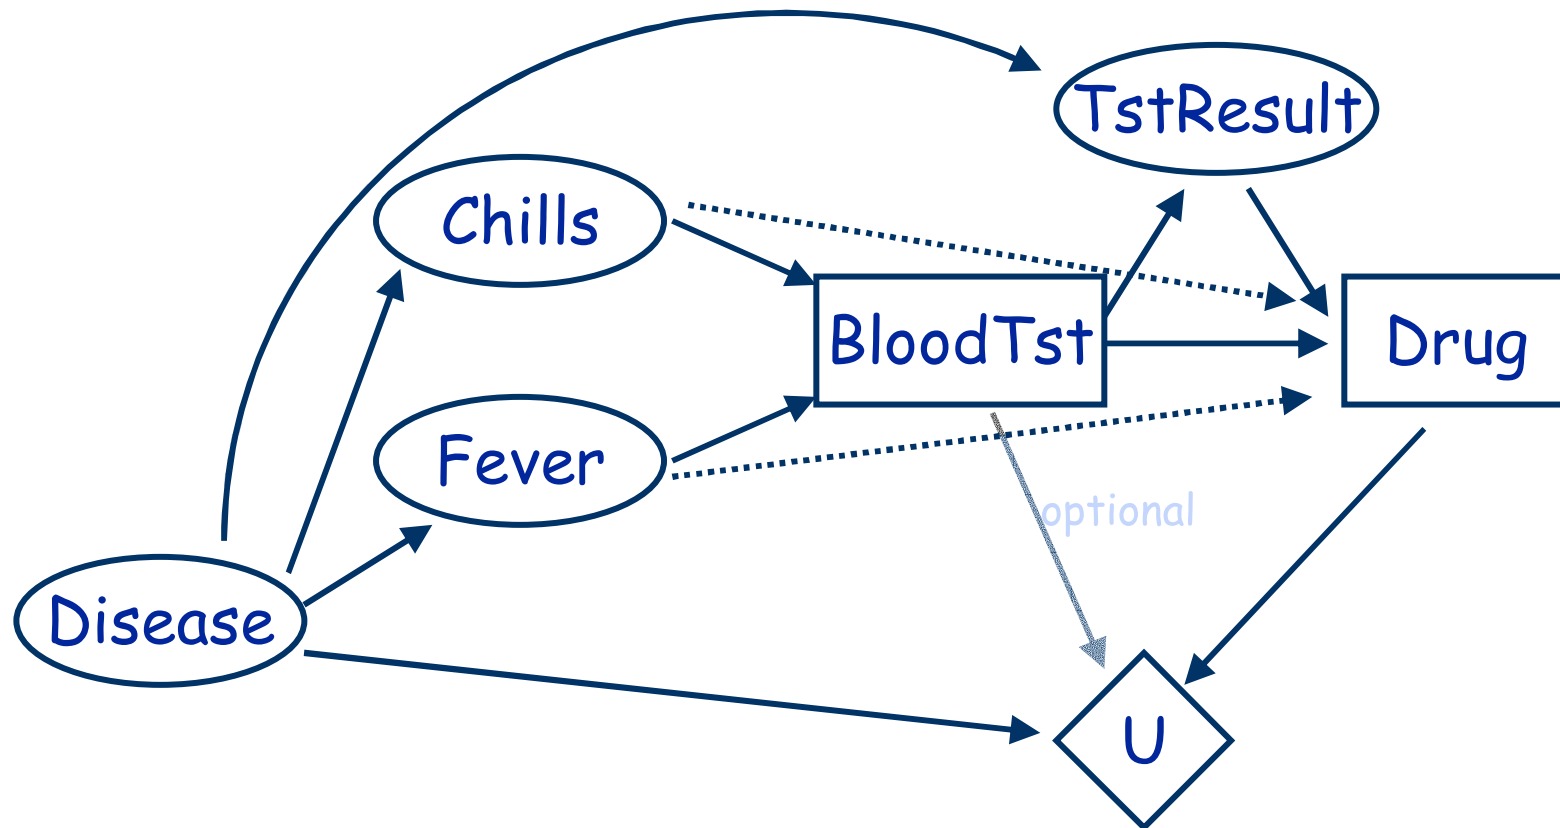 TstResult
Chills
BloodTst
Drug
Fever
optional
Disease
U